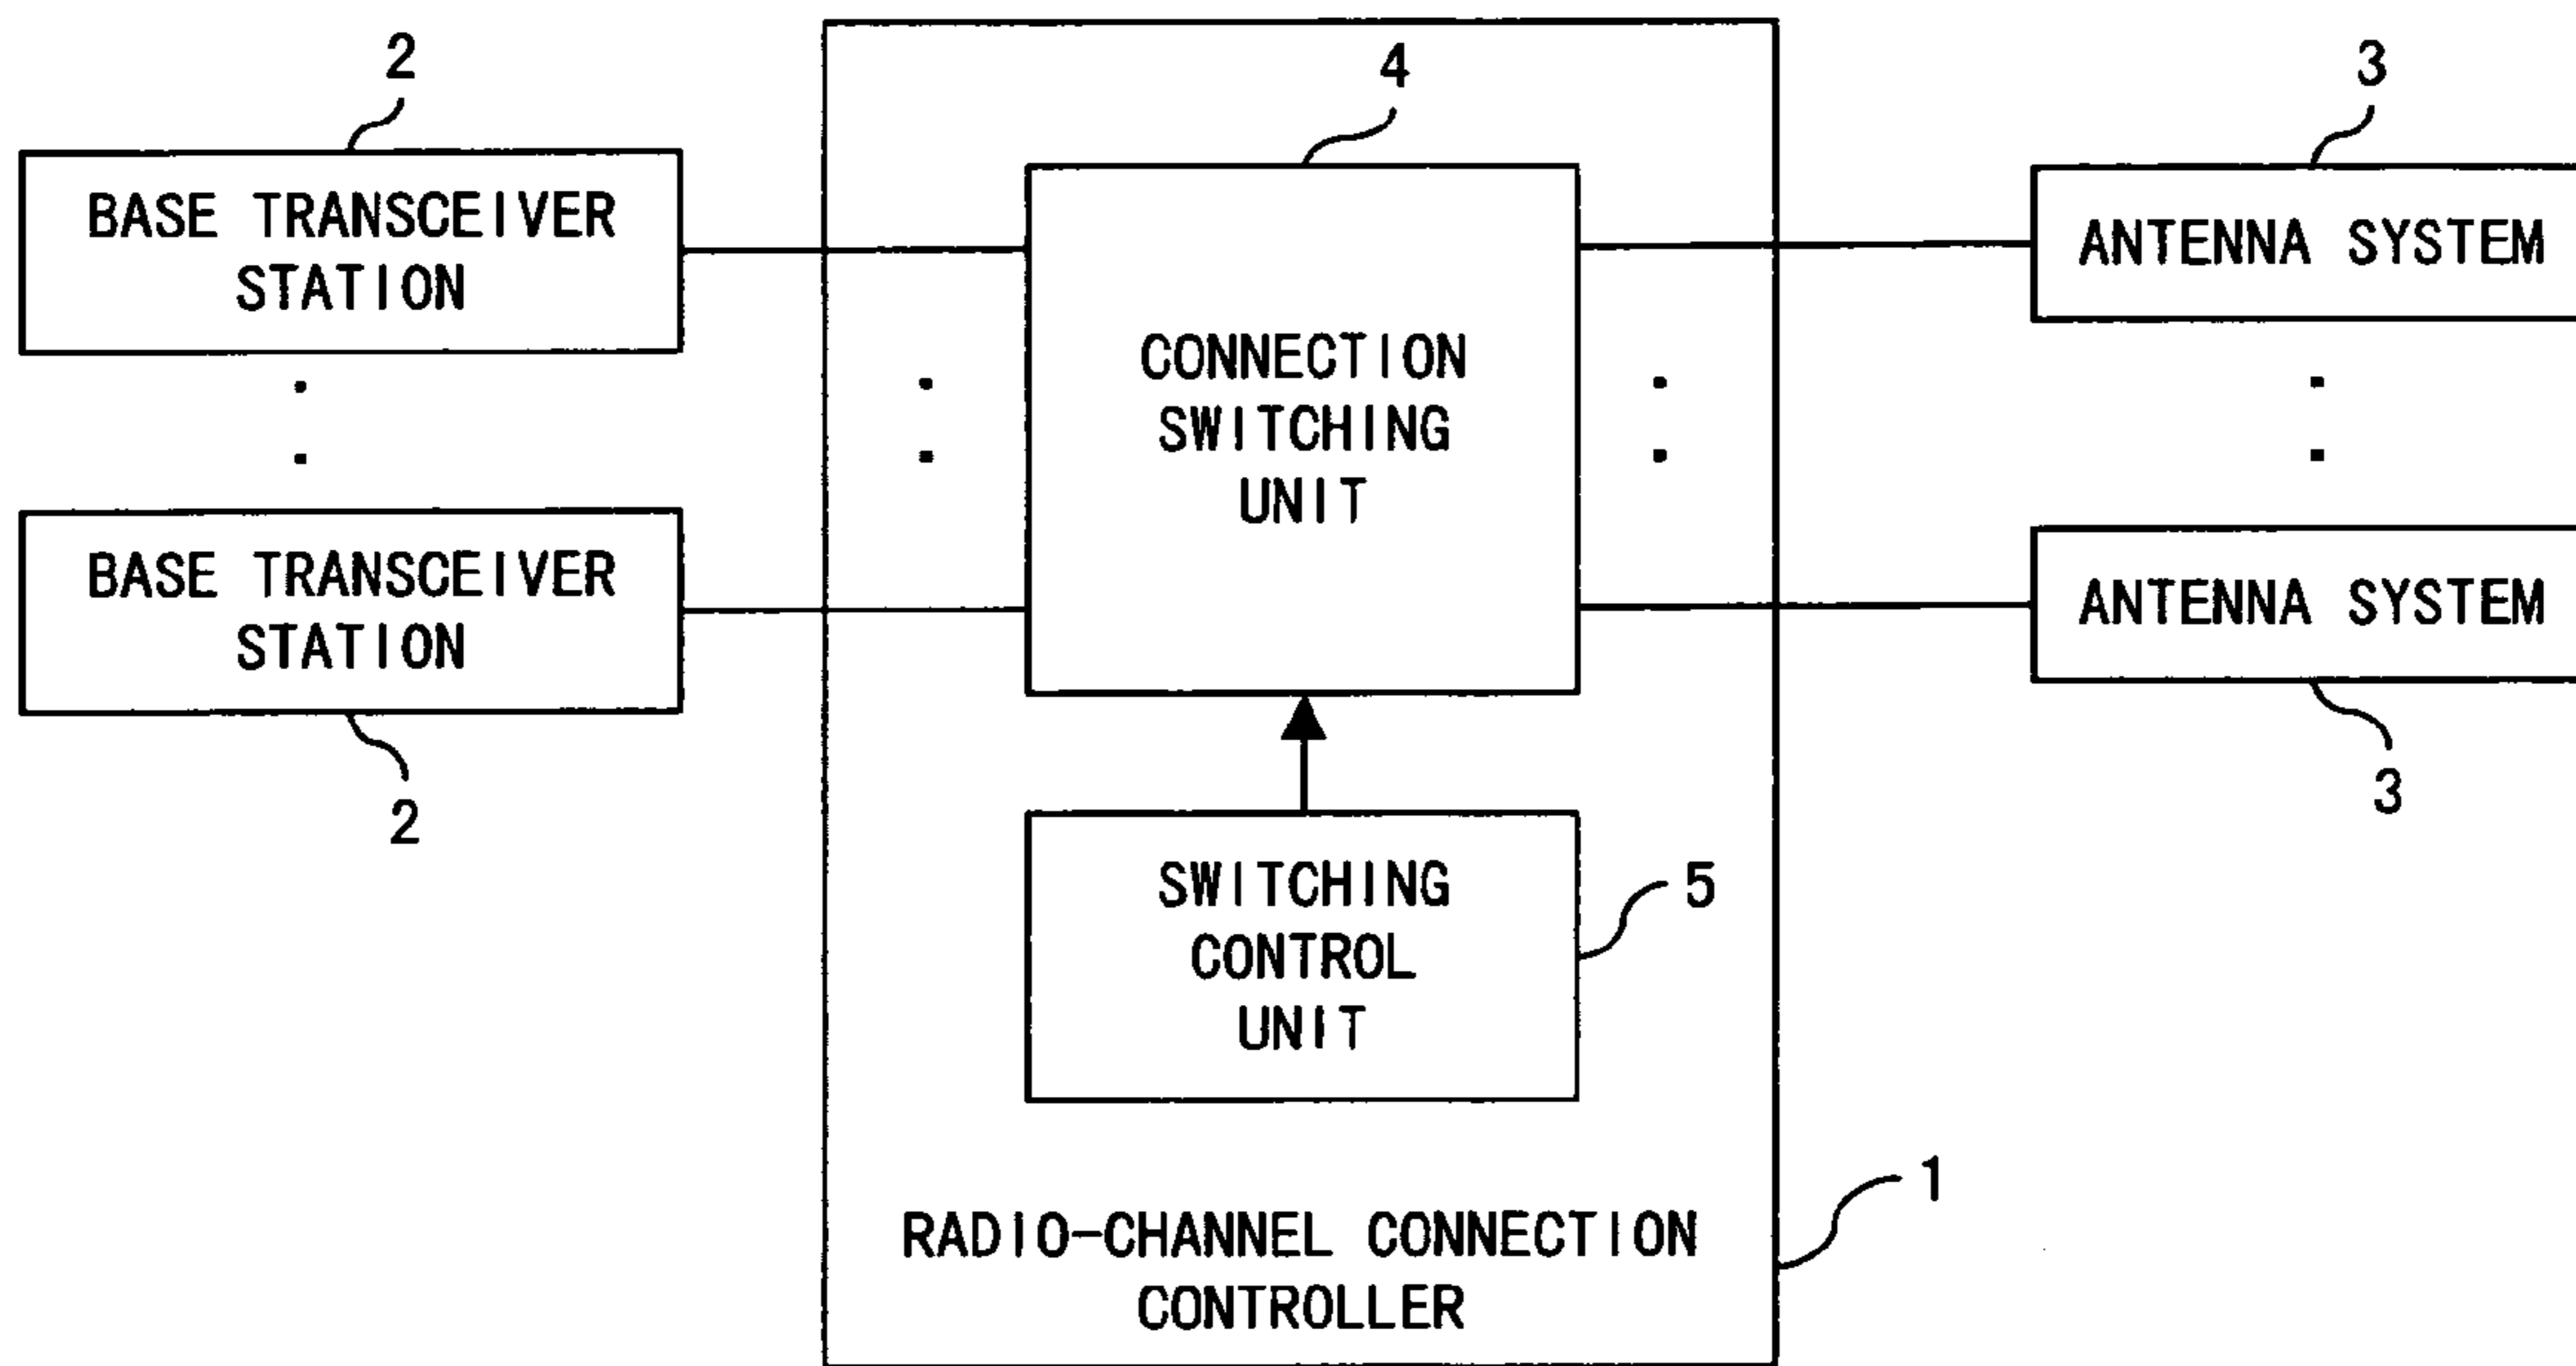 2
4
3
BASE TRANSCEIVER
STATION
ANTENNA SYSTEM
CONNECTION
SWITCHING
UNIT
BASE TRANSCEIVER
STATION
ANTENNA SYSTEM
2
3
SWITCHING
CONTROL
UNIT
5
1
RADIO-CHANNEL CONNECTION
CONTROLLER